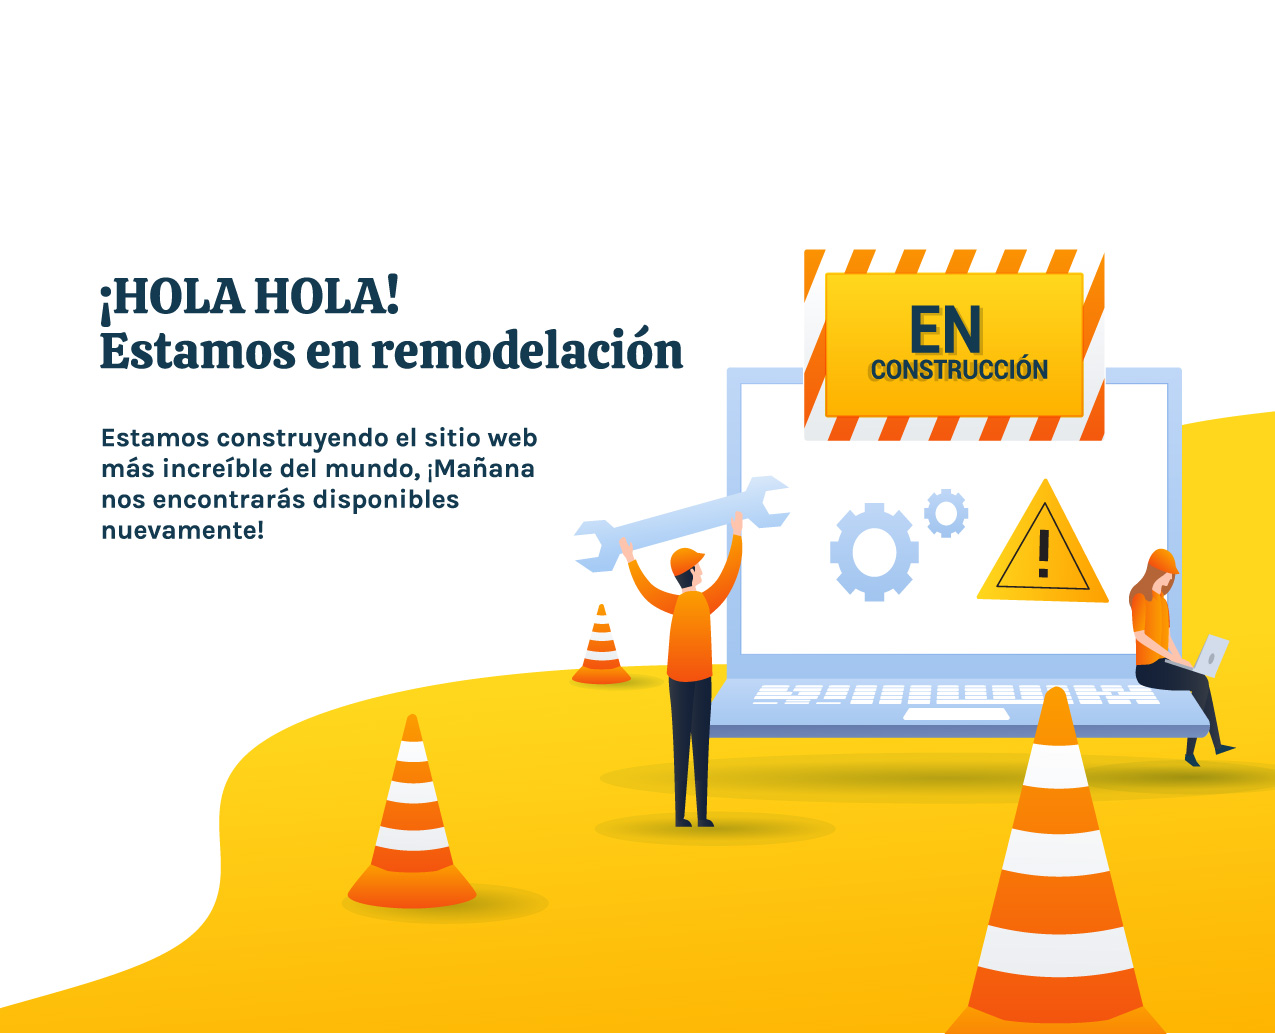 ¡HOLA HOLA!
Estamos en remodelación
Estamos construyendo el sitio web
más increíble del mundo, ¡Mañana
nos encontrarás disponibles
nuevamente!
EN
CONSTRUCCIÓN
!